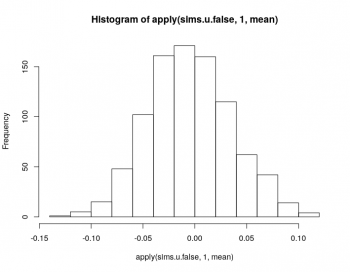 Histogram of apply(sims.u.false, 1, mean)
Frequency
150
100
50
0
-0.15 -0.10 -0.05 0.00 0.05 0.10
apply(sims.u.false, 1, mean)